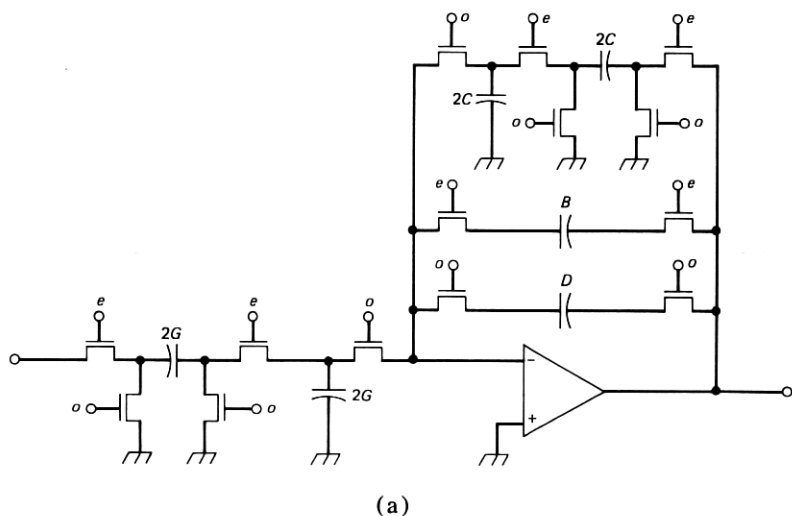 o e 2C e
2C
o o
e B e
o D o
e 2G e o
−
o o 2G
+
(a)